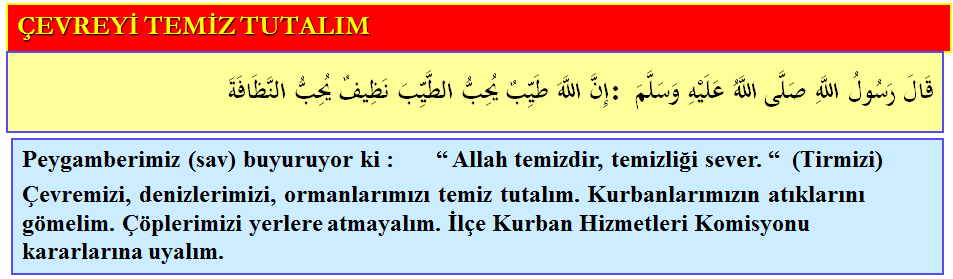 ÇEVREYİ TEMİZ TUTALIM
قَالَ رَسُولُ اللَّهِ صَلَّى اللَّهُ عَلَيْهِ وَسَلَّمَ :إِنَّ اللَّهَ طَيِّبٌ يُحِبُّ الطَّيِّبَ نَظِيفٌ يُحِبُّ النَّظَافَةَ
Peygamberimiz (sav) buyuruyor ki : “ Allah temizdir, temizliği sever. “ (Tirmizi)
Çevremizi, denizlerimizi, ormanlarımızı temiz tutalım. Kurbanlarımızın atıklarını
gömelim. Çöplerimizi yerlere atmayalım. İlçe Kurban Hizmetleri Komisyonu
kararlarına uyalım.